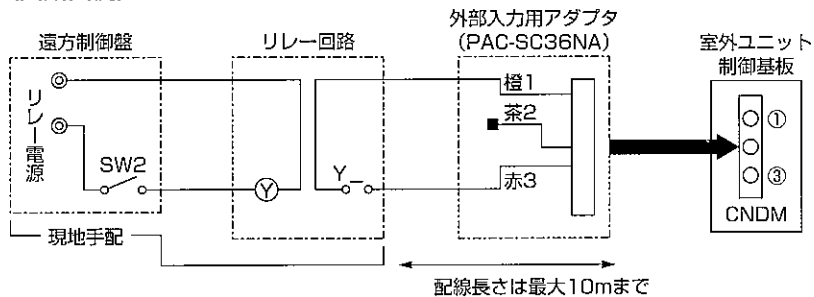 遠方制御盤
リレー回路
外部入力用アダプタ
(PAC-SC36NA)
室外ユニット
制御基板
リレー電源
SW2
Y
Y
橙1
茶2
赤3
①
③
CNDM
現地手配
配線長さは最大10mまで